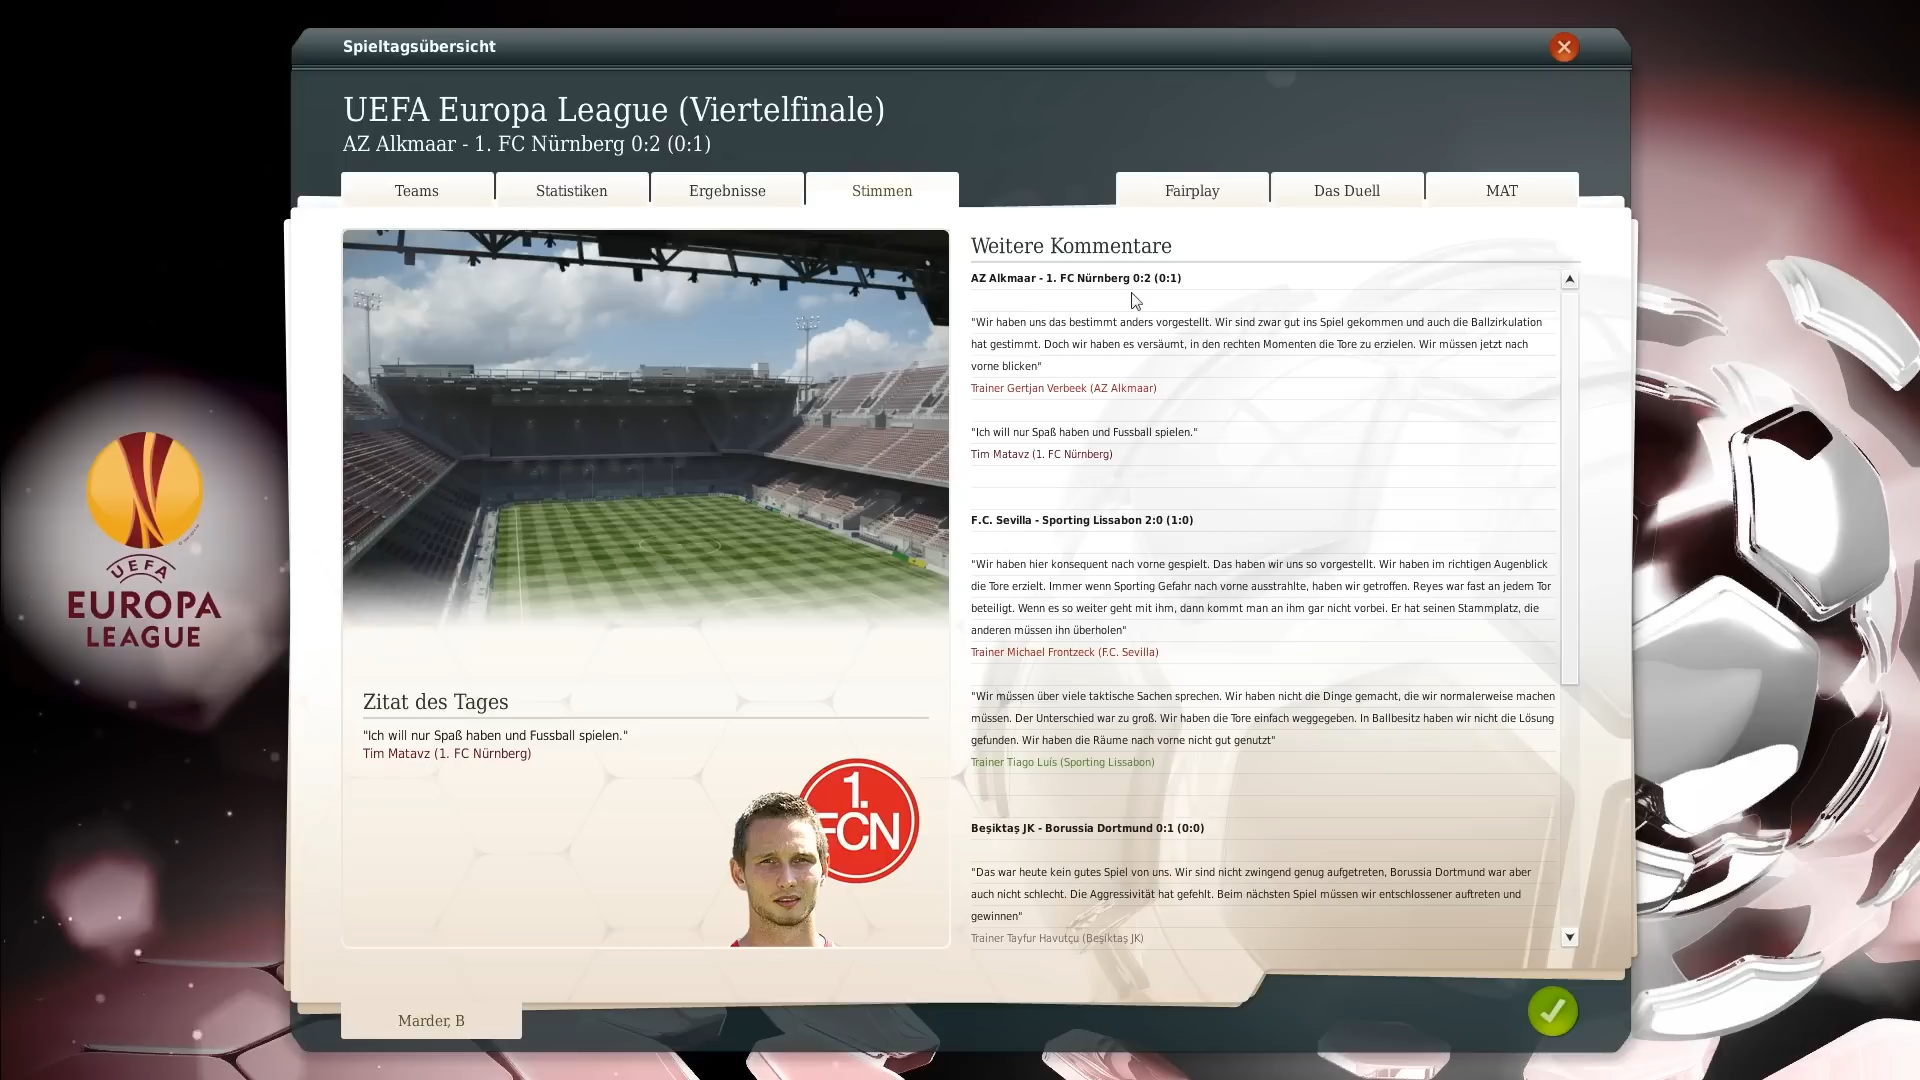 Spieltagsübersicht
UEFA Europa League (Viertelfinale)
AZ Alkmaar - 1. FC Nürnberg 0:2 (0:1)
Teams
Statistiken
Ergebnisse
Stimmen
Fairplay
Das Duell
MAT
UEFA
EUROPA
LEAGUE
Zitat des Tages
"Ich will nur Spaß haben und Fussball spielen."
Tim Matavz (1. FC Nürnberg)
1.
FCN
Weitere Kommentare
AZ Alkmaar - 1. FC Nürnberg 0:2 (0:1)
"Wir haben uns das bestimmt anders vorgestellt. Wir sind zwar gut ins Spiel gekommen und auch die Ballzirkulation
hat gestimmt. Doch wir haben es versäumt, in den rechten Momenten die Tore zu erzielen. Wir müssen jetzt nach
vorne blicken"
Trainer Gertjan Verbeek (AZ Alkmaar)
"Ich will nur Spaß haben und Fussball spielen."
Tim Matavz (1. FC Nürnberg)
F.C. Sevilla - Sporting Lissabon 2:0 (1:0)
"Wir haben hier konsequent nach vorne gespielt. Das haben wir uns so vorgestellt. Wir haben im richtigen Augenblick
die Tore erzielt. Immer wenn Sporting Gefahr nach vorne ausstrahlte, haben wir getroffen. Reyes war fast an jedem Tor
beteiligt. Wenn es so weiter geht mit ihm, dann kommt man an ihm gar nicht vorbei. Er hat seinen Stammplatz, die
anderen müssen ihn überholen"
Trainer Michael Frontzeck (F.C. Sevilla)
"Wir müssen über viele taktische Sachen sprechen. Wir haben nicht die Dinge gemacht, die wir normalerweise machen
müssen. Der Unterschied war zu groß. Wir haben die Tore einfach weggegeben. In Ballbesitz haben wir nicht die Lösung
gefunden. Wir haben die Räume nach vorne nicht gut genutzt"
Trainer Tiago Luís (Sporting Lissabon)
Beşiktaş JK - Borussia Dortmund 0:1 (0:0)
"Das war heute kein gutes Spiel von uns. Wir sind nicht zwingend genug aufgetreten, Borussia Dortmund war aber
auch nicht schlecht. Die Aggressivität hat gefehlt. Beim nächsten Spiel müssen wir entschlossener auftreten und
gewinnen"
Trainer Tayfur Havutçu (Beşiktaş JK)
Marder, B